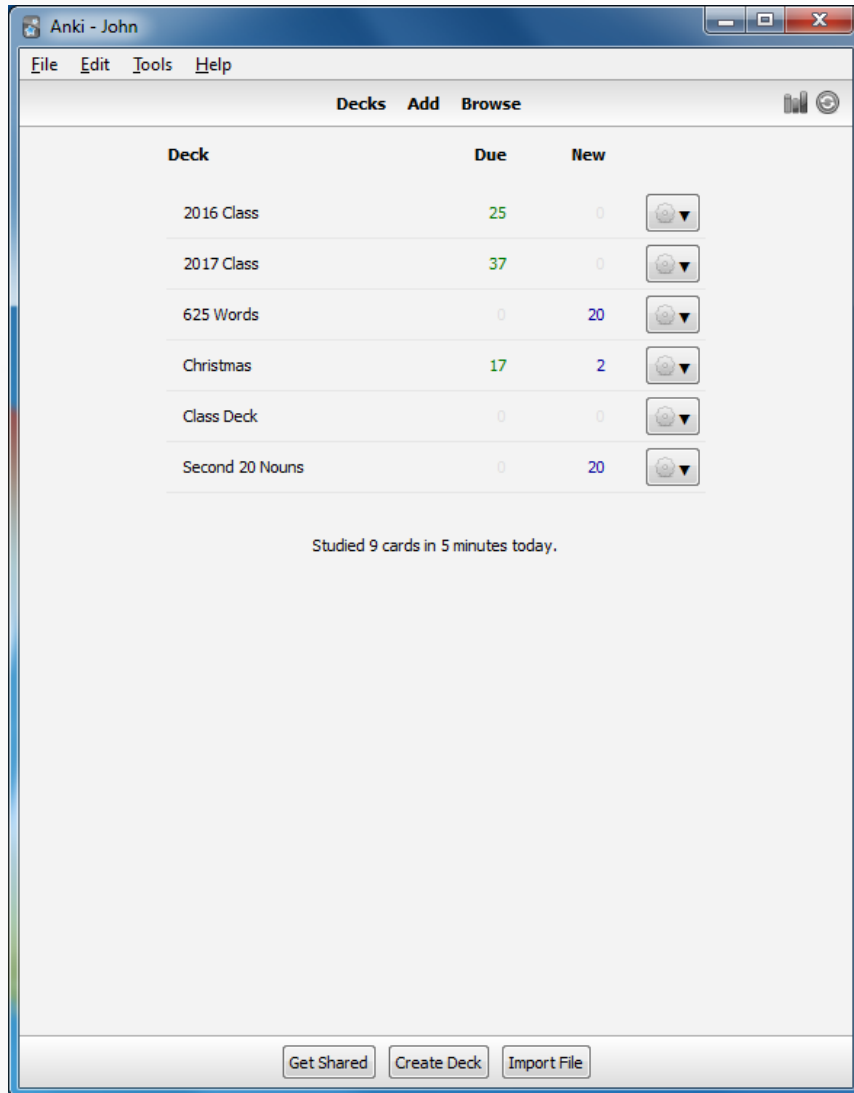 Anki - John
File Edit Tools Help
Decks Add Browse
Deck Due New
2016 Class 25 0
2017 Class 37 0
625 Words 0 20
Christmas 17 2
Class Deck 0 0
Second 20 Nouns 0 20
Studied 9 cards in 5 minutes today.
Get Shared Create Deck Import File